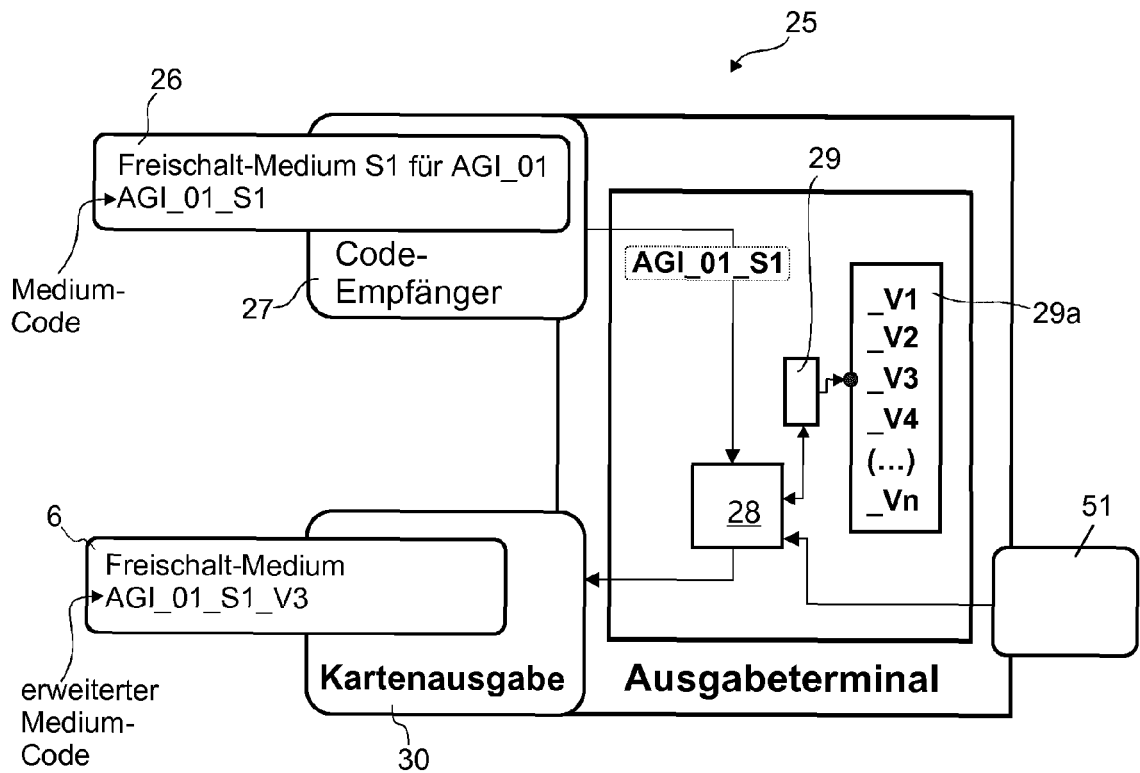 25
26
Freischalt-Medium S1 für AGI_01
AGI_01_S1
Medium-
Code
27
Code-
Empfänger
AGI_01_S1
29
_V1
_V2
_V3
_V4
(...)
_Vn
29a
28
51
6
Freischalt-Medium
AGI_01_S1_V3
erweiterter
Medium-
Code
Kartenausgabe
30
Ausgabeterminal